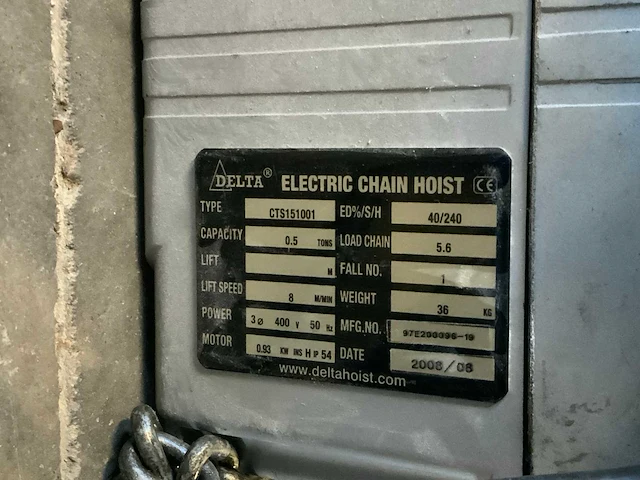 DELTA® ELECTRIC CHAIN HOIST CE
TYPE CTS151001 ED%/S/H 40/240
CAPACITY 0.5 TONS LOAD CHAIN 5.6
LIFT M FALL NO. 1
LIFT SPEED 8 M/MIN WEIGHT 36 KG
POWER 3ø 400 V 50 Hz MFG.NO.
MOTOR 0.93 KW INS H IP 54 DATE 2008/08
www.deltahoist.com